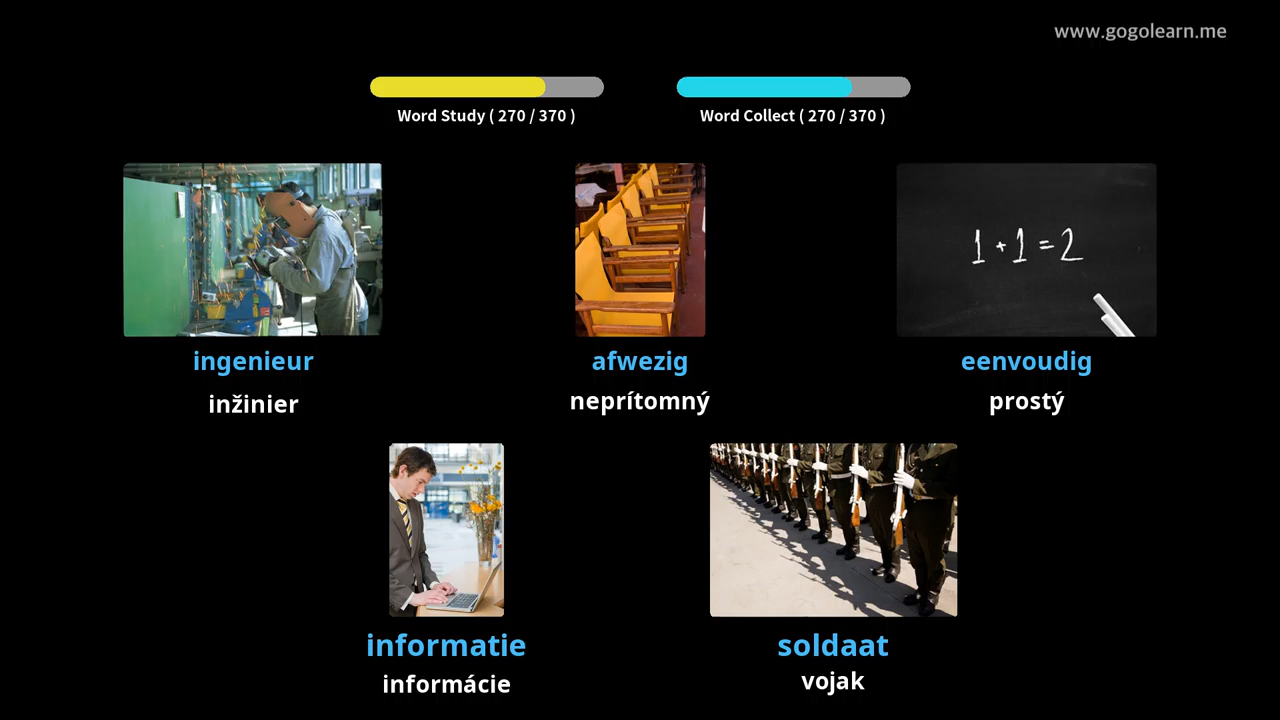 www.gogolearn.me
Word Study ( 270 / 370 )
Word Collect ( 270 / 370 )
1 + 1 = 2
ingenieur
afwezig
eenvoudig
inžinier
neprítomný
prostý
informatie
soldaat
informácie
vojak